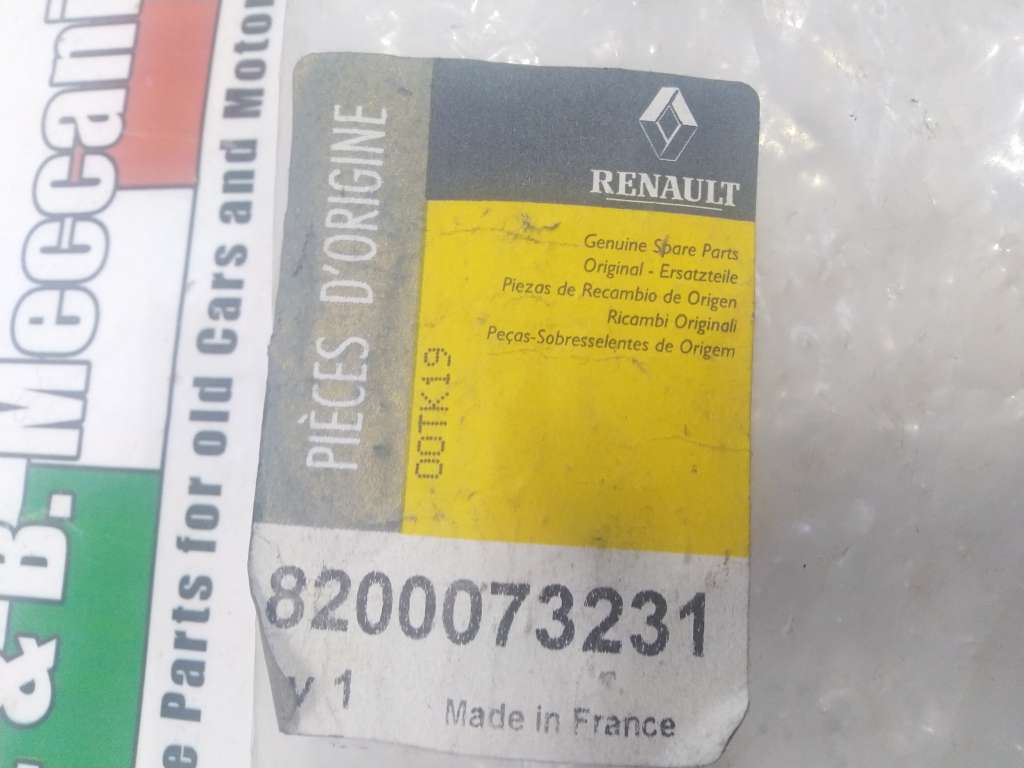 & B. Meccani
e Parts for old Cars and Motor
PIÈCES D'ORIGINE
RENAULT
Genuine Spare Parts
Original - Ersatzteile
Piezas de Recambio de Origen
Ricambi Originali
Peças-Sobresselentes de Origem
00TK19
8200073231
V 1
Made in France